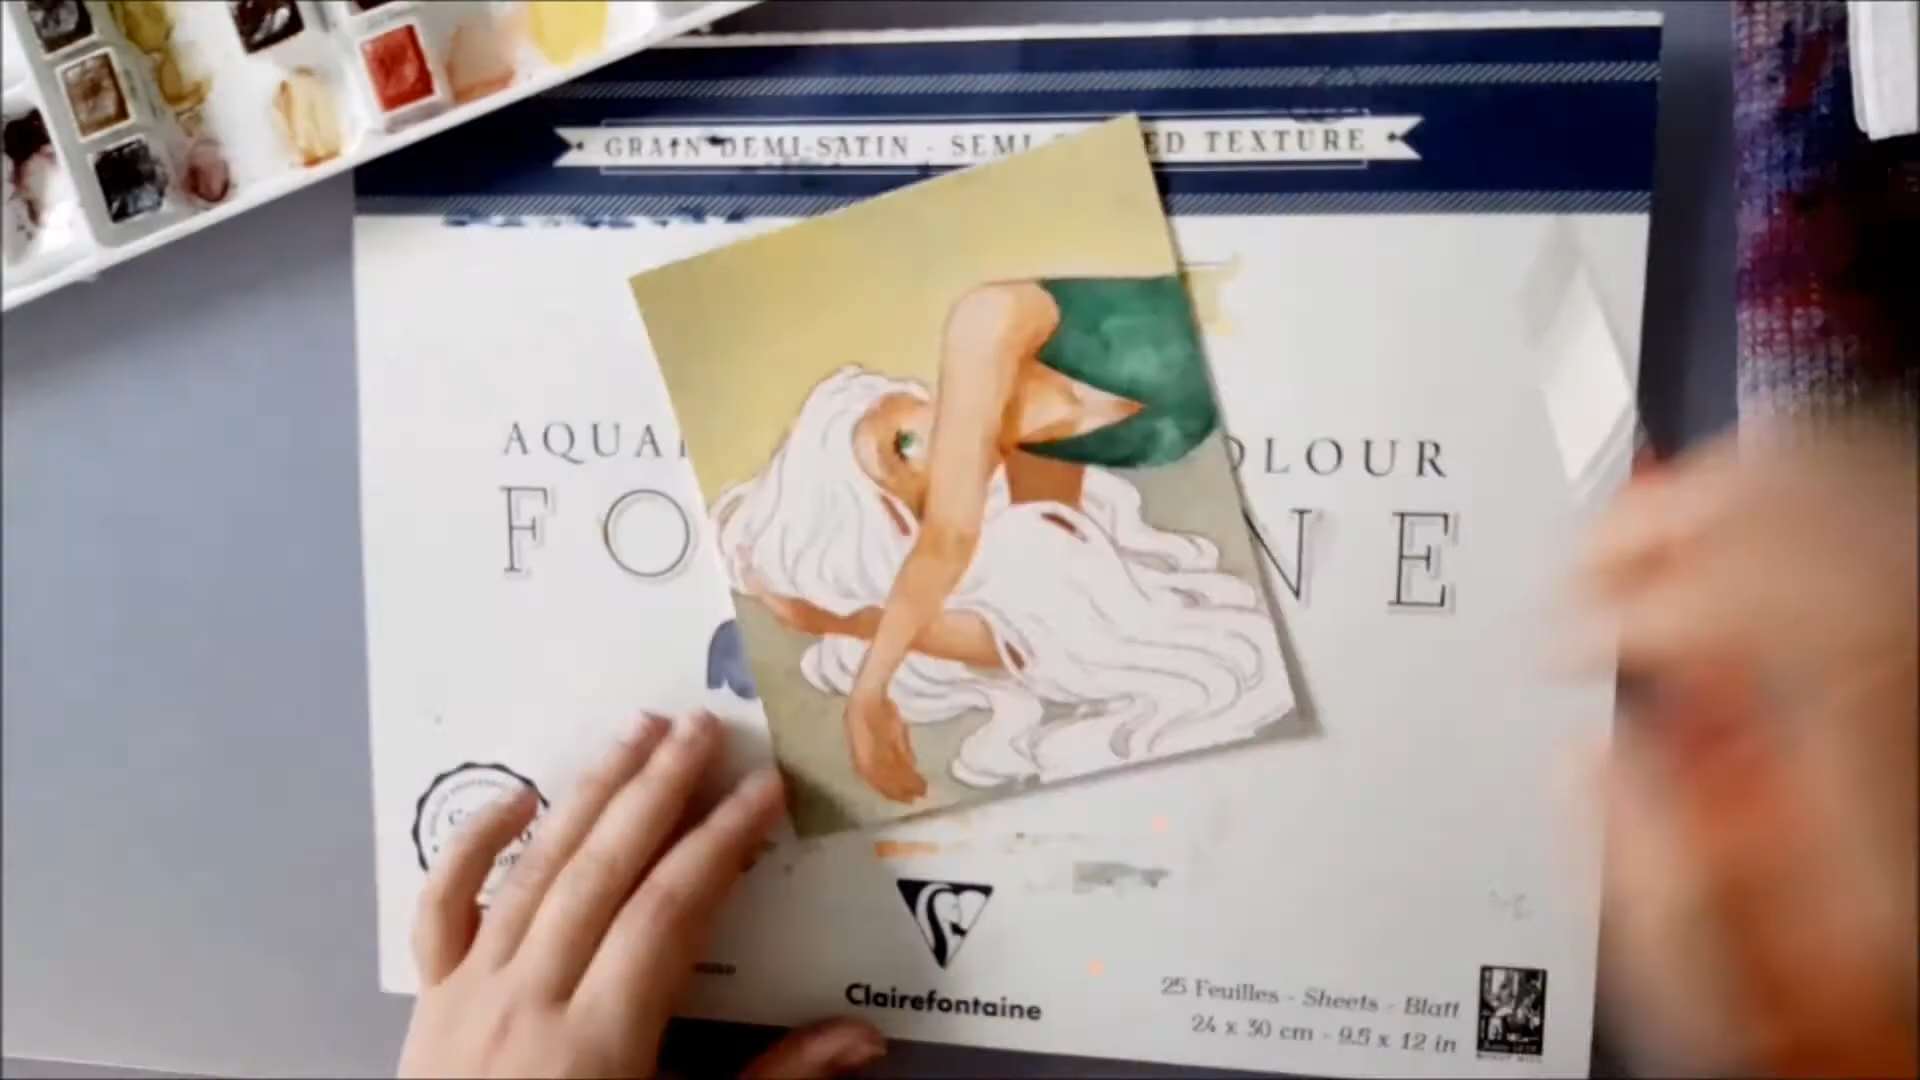 GRAIN DEMI-SATIN - SEMI ED TEXTURE
AQUA OLOUR
FO NE
Clairefontaine
25 Feuilles - Sheets - Blatt
24 x 30 cm - 9.5 x 12 in